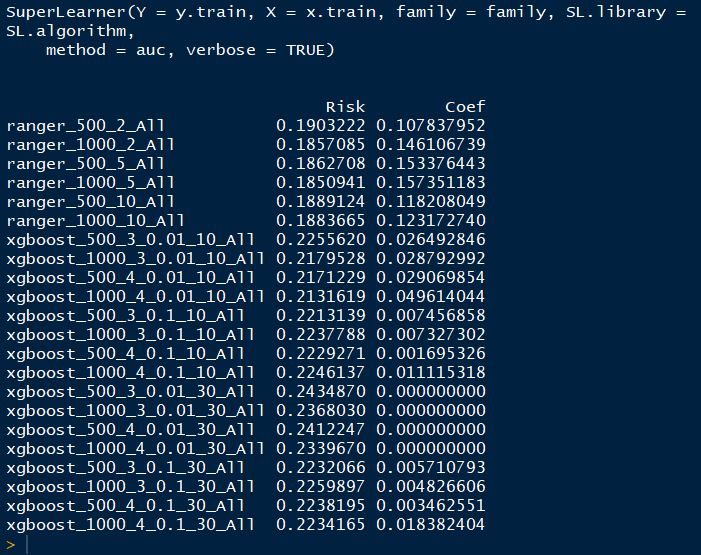 SuperLearner(Y = y.train, X = x.train, family = family, SL.library =
SL.algorithm,
    method = auc, verbose = TRUE)
Risk Coef
ranger_500_2_All 0.1903222 0.107837952
ranger_1000_2_All 0.1857085 0.146106739
ranger_500_5_All 0.1862708 0.153376443
ranger_1000_5_All 0.1850941 0.157351183
ranger_500_10_All 0.1889124 0.118208049
ranger_1000_10_All 0.1883665 0.123172740
xgboost_500_3_0.01_10_All 0.2255620 0.026492846
xgboost_1000_3_0.01_10_All 0.2179528 0.028792992
xgboost_500_4_0.01_10_All 0.2171229 0.029069854
xgboost_1000_4_0.01_10_All 0.2131619 0.049614044
xgboost_500_3_0.1_10_All 0.2213139 0.007456858
xgboost_1000_3_0.1_10_All 0.2237788 0.007327302
xgboost_500_4_0.1_10_All 0.2229271 0.001695326
xgboost_1000_4_0.1_10_All 0.2246137 0.011115318
xgboost_500_3_0.01_30_All 0.2434870 0.000000000
xgboost_1000_3_0.01_30_All 0.2368030 0.000000000
xgboost_500_4_0.01_30_All 0.2412247 0.000000000
xgboost_1000_4_0.01_30_All 0.2339670 0.000000000
xgboost_500_3_0.1_30_All 0.2232066 0.005710793
xgboost_1000_3_0.1_30_All 0.2259897 0.004826606
xgboost_500_4_0.1_30_All 0.2238195 0.003462551
xgboost_1000_4_0.1_30_All 0.2234165 0.018382404
>